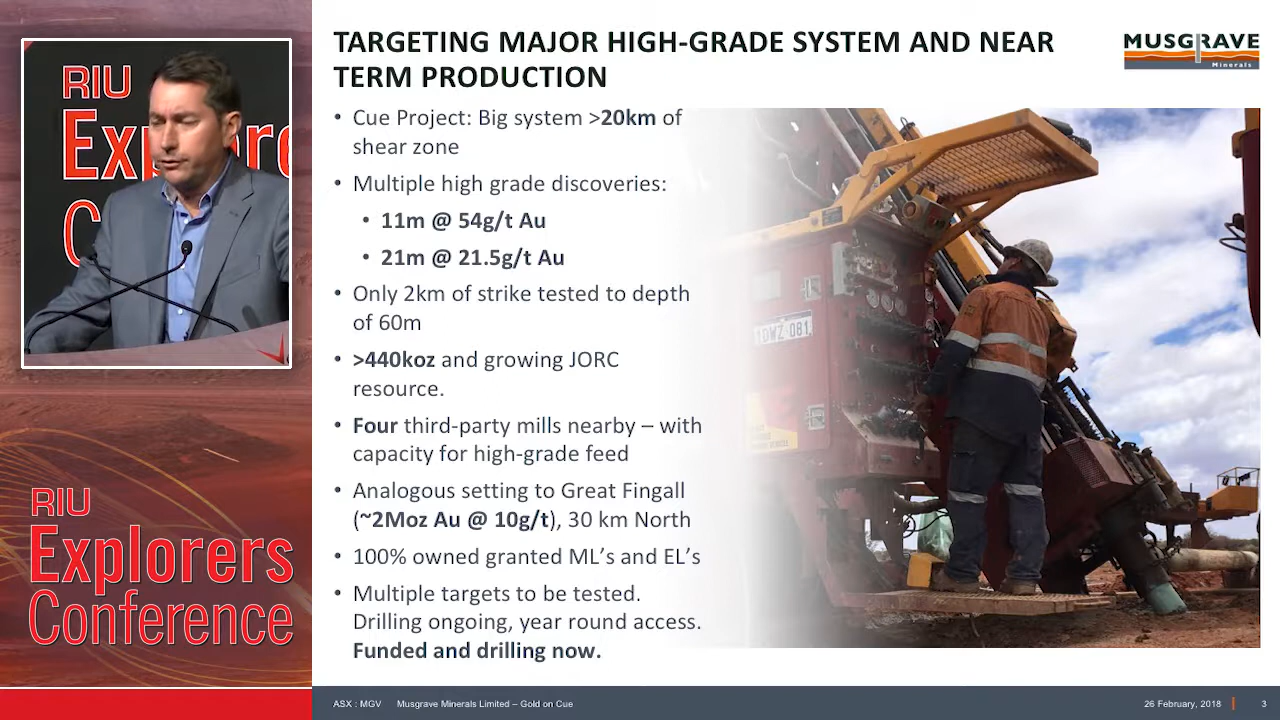 RIU
Explorers
C
RIU
Explorers
Conference
TARGETING MAJOR HIGH-GRADE SYSTEM AND NEAR
TERM PRODUCTION
MUSGRAVE
Minerals
• Cue Project: Big system >20km of
shear zone
• Multiple high grade discoveries:
• 11m @ 54g/t Au
• 21m @ 21.5g/t Au
• Only 2km of strike tested to depth
of 60m
• >440koz and growing JORC
resource.
• Four third-party mills nearby – with
capacity for high-grade feed
• Analogous setting to Great Fingall
(~2Moz Au @ 10g/t), 30 km North
• 100% owned granted ML’s and EL’s
• Multiple targets to be tested.
Drilling ongoing, year round access.
Funded and drilling now.
ASX : MGV Musgrave Minerals Limited – Gold on Cue
26 February, 2018 3